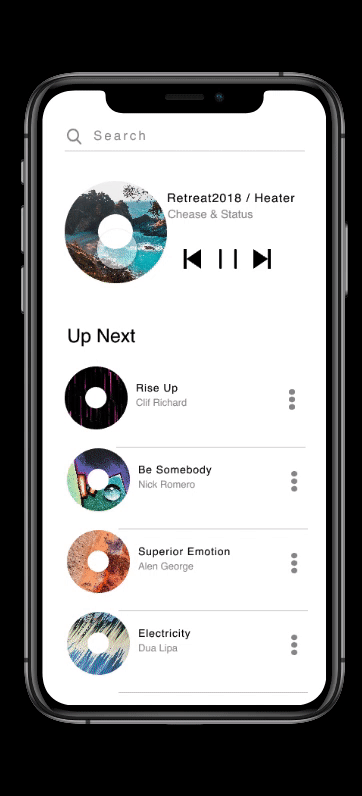 Search
Retreat2018 / Heater
Chease & Status
Up Next
Rise Up
Clif Richard
Be Somebody
Nick Romero
Superior Emotion
Alen George
Electricity
Dua Lipa